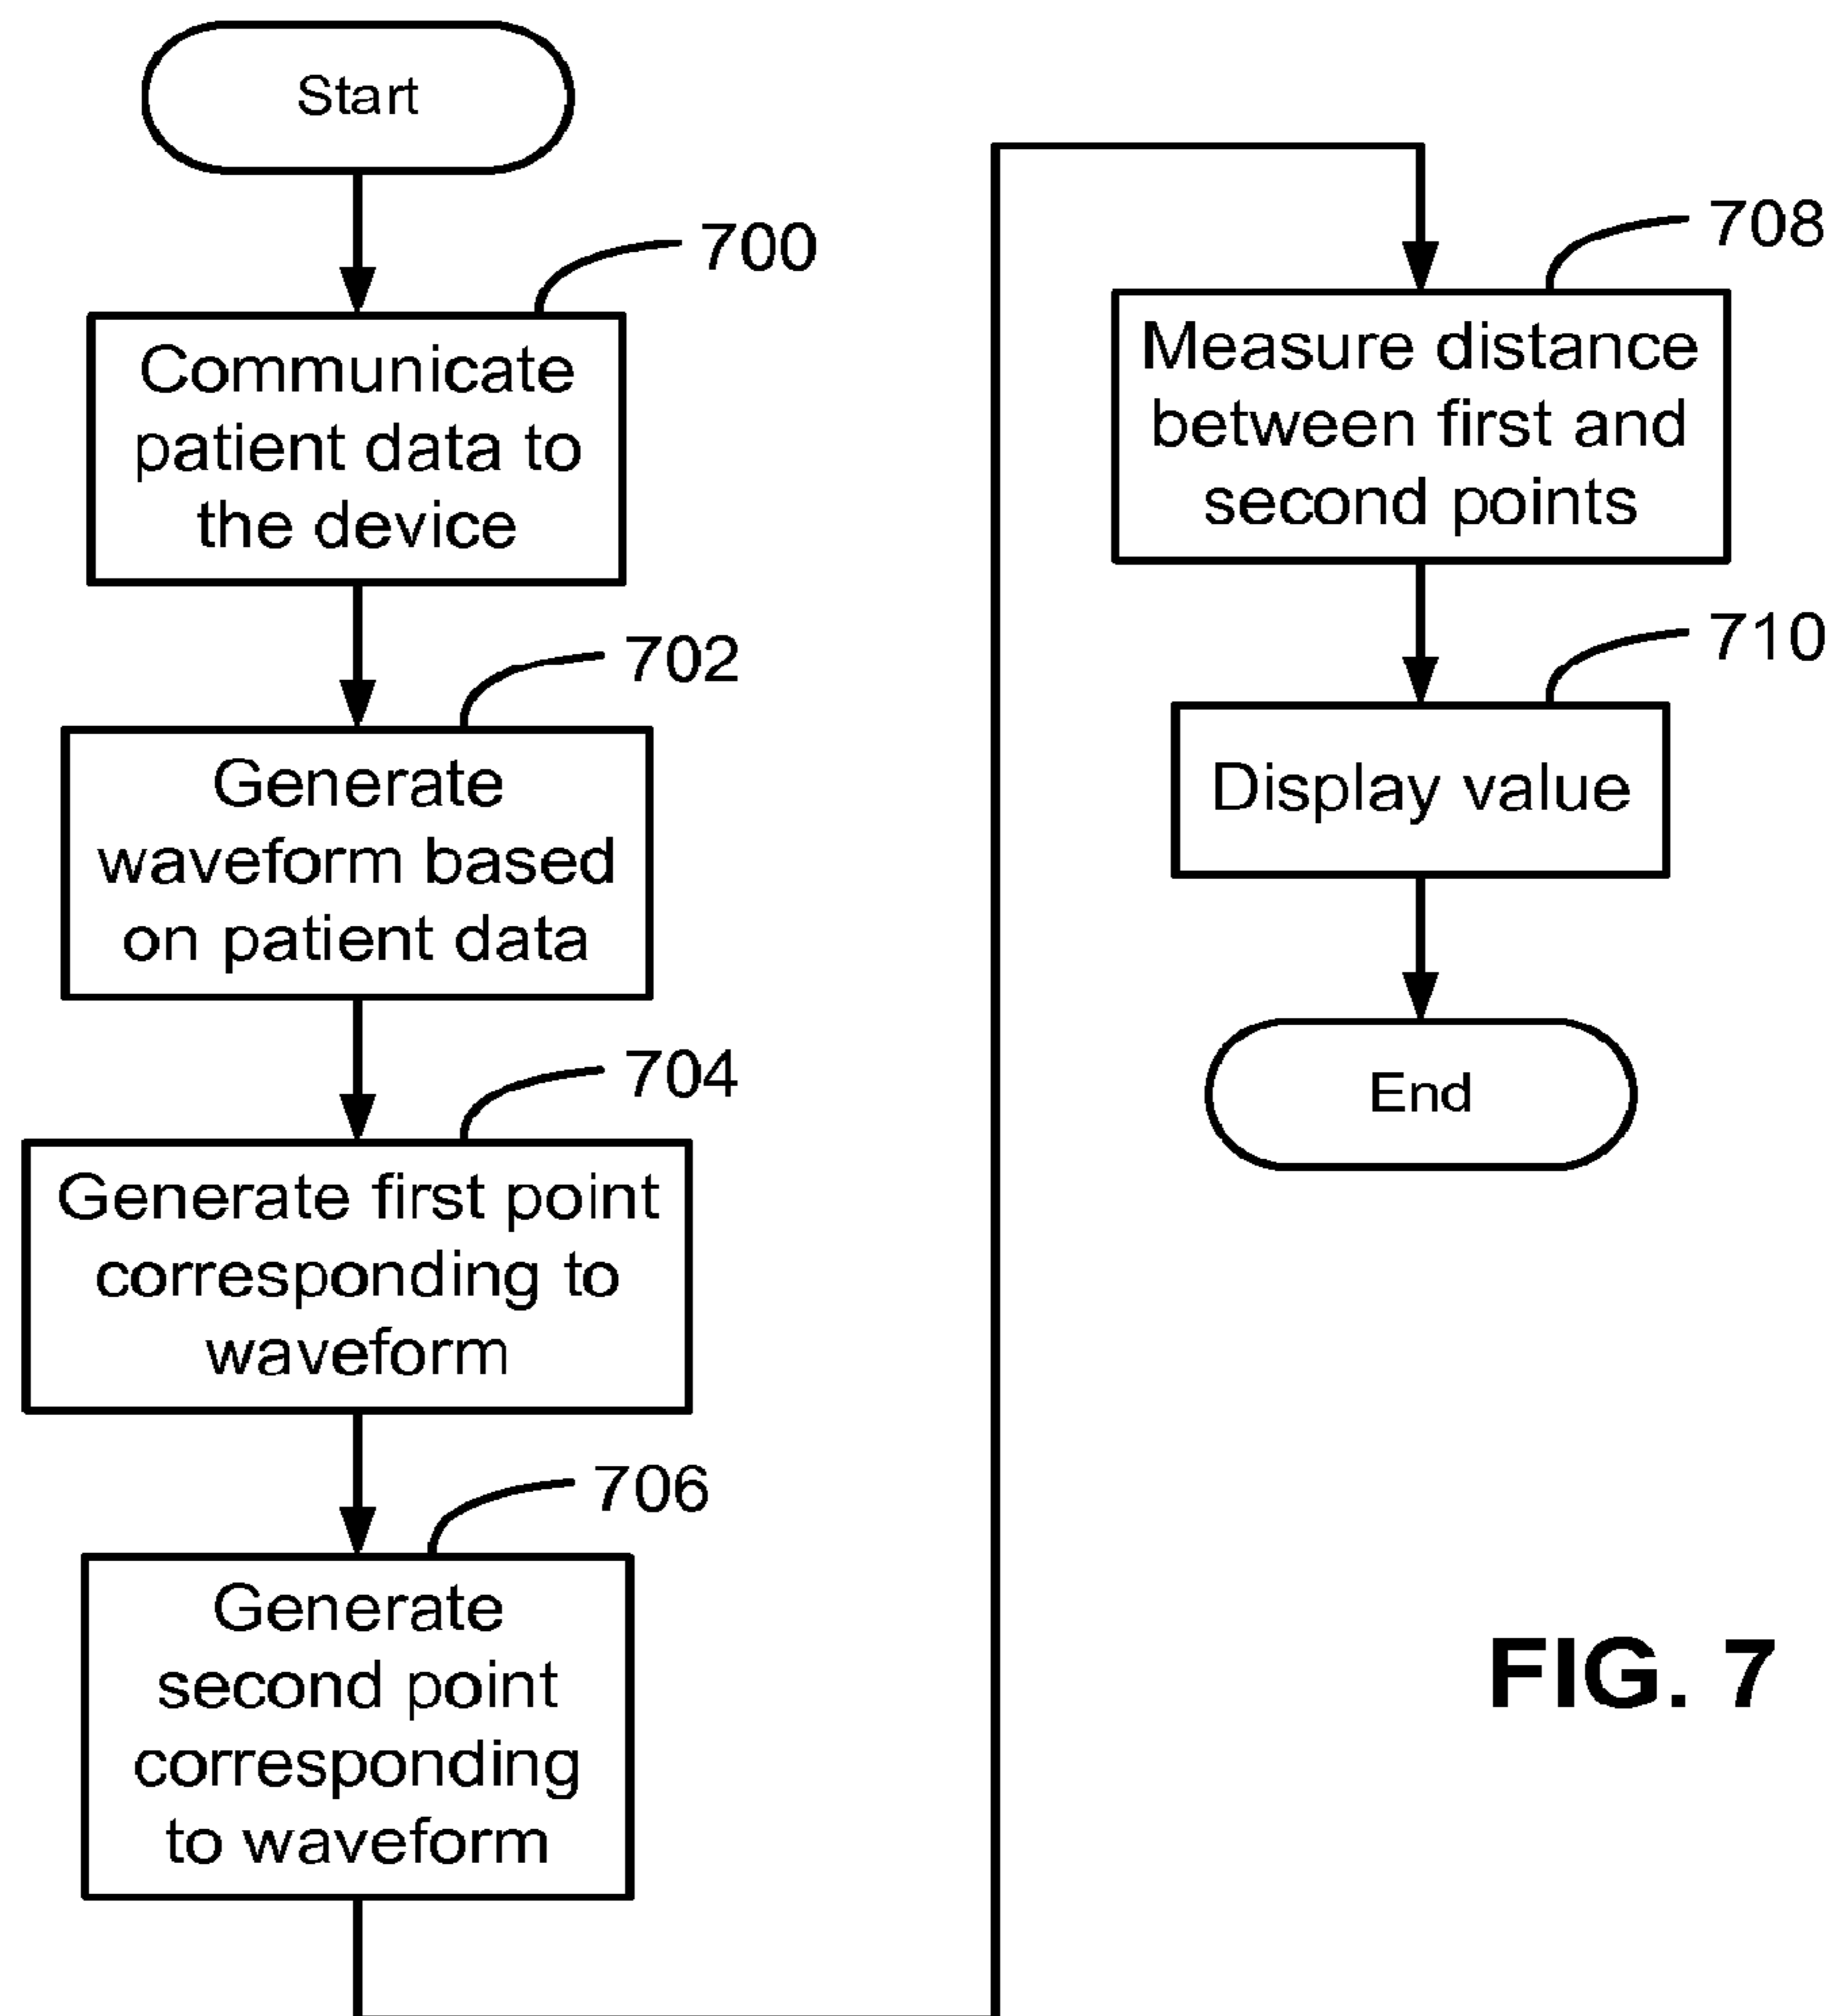 Start
700
Communicate
patient data to
the device
702
Generate
waveform based
on patient data
704
Generate first point
corresponding to
waveform
706
Generate
second point
corresponding
to waveform
708
Measure distance
between first and
second points
710
Display value
End
FIG. 7